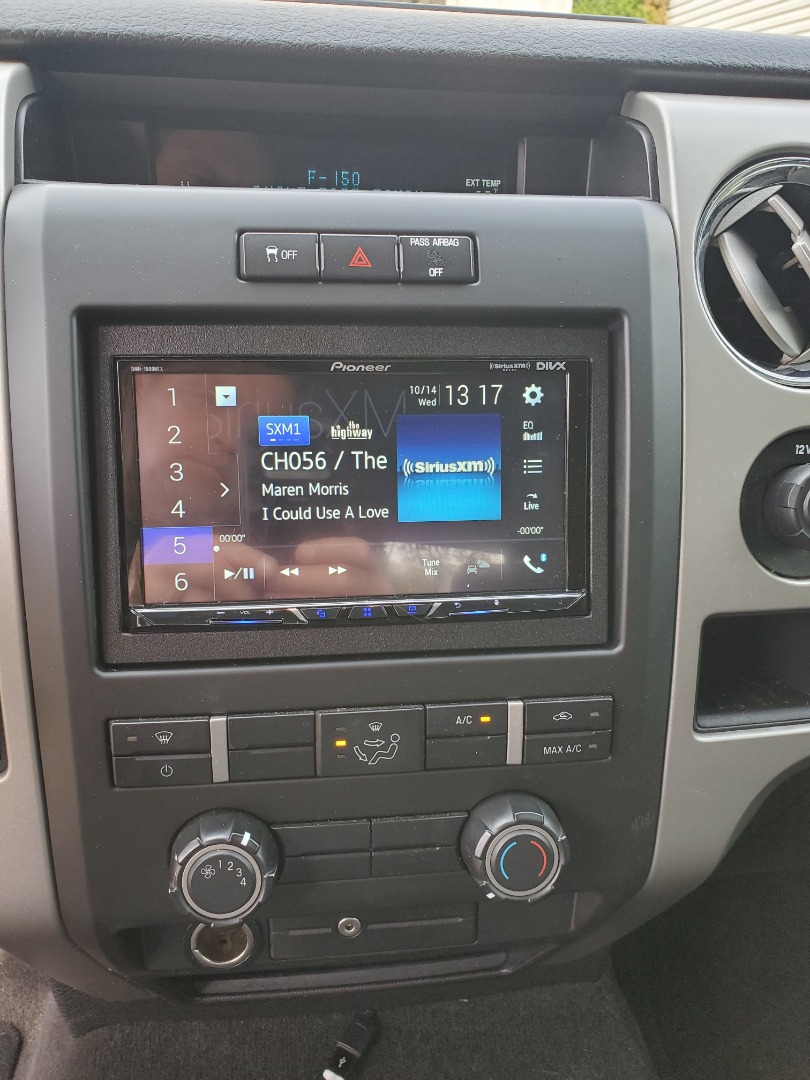 F-150
EXT TEMP
OFF
PASS AIRBAG
OFF
Pioneer
((SiriusXM))
DIVX
1
2
3
4
5
6
SXM1
the
highway
10/14
Wed
13 17
CH056 / The
Maren Morris
I Could Use A Love
((SiriusXM))
EQ
Live
00'00"
-00'00"
Tune
Mix
VOL
12V
A/C
MAX A/C
1 2 3 4